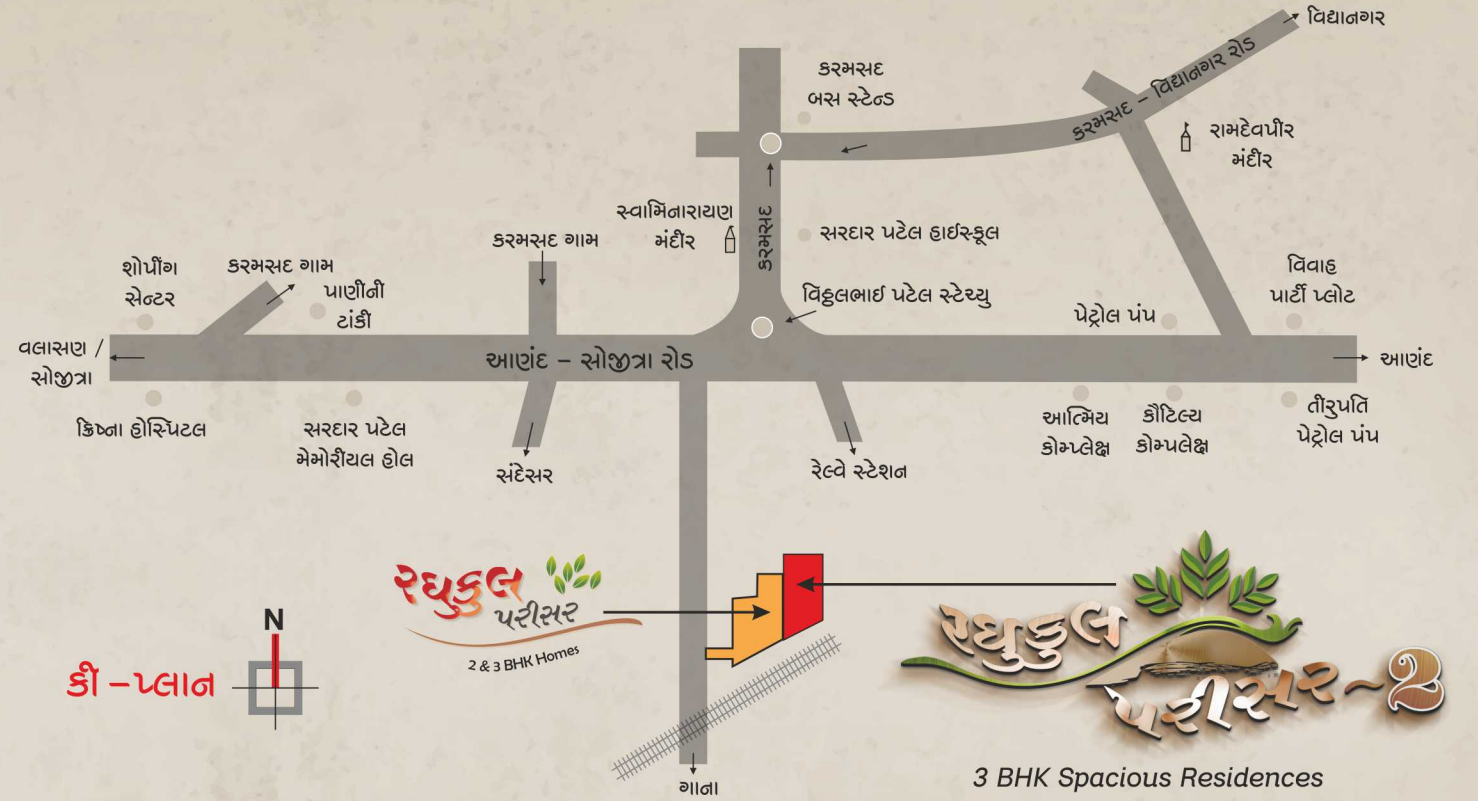 વિદ્યાનગર
કરમસદ
બસ સ્ટેન્ડ
કરમસદ – વિદ્યાનગર રોડ
રામદેવપીર
મંદીર
સ્વામિનારાયણ
મંદીર
કરમસદ
સરદાર પટેલ હાઈસ્કૂલ
કરમસદ ગામ
શોપીંગ
સેન્ટર
કરમસદ ગામ
પાણીની
ટાંકી
વિઠ્ઠલભાઈ પટેલ સ્ટેચ્યુ
પેટ્રોલ પંપ
વિવાહ
પાર્ટી પ્લોટ
વલાસણ /
સોજીત્રા
આણંદ – સોજીત્રા રોડ
આણંદ
ક્રિષ્ના હોસ્પિટલ
સરદાર પટેલ
મેમોરીયલ હોલ
સંદેસર
રેલ્વે સ્ટેશન
આત્મિય
કોમ્પલેક્ષ
કૌટિલ્ય
કોમ્પલેક્ષ
તીરુપતિ
પેટ્રોલ પંપ
રઘુકુલ
પરીસર
2 & 3 BHK Homes
N
કી – પ્લાન
રઘુકુલ
પરીસર-2
3 BHK Spacious Residences
ગાના